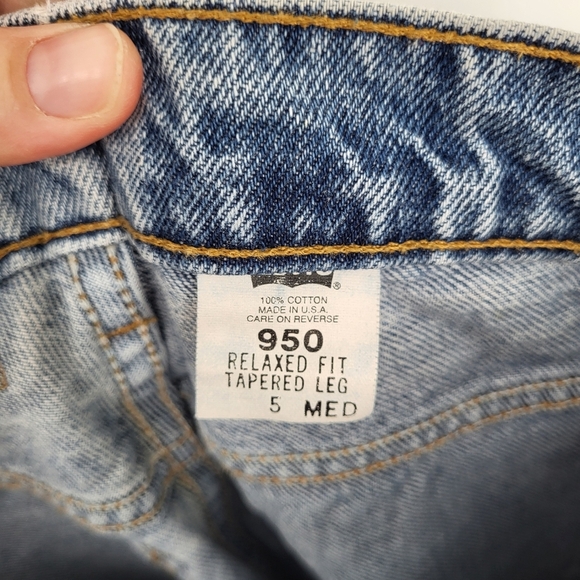 ®
100% COTTON
MADE IN U.S.A.
CARE ON REVERSE
950
RELAXED FIT
TAPERED LEG
5 MED